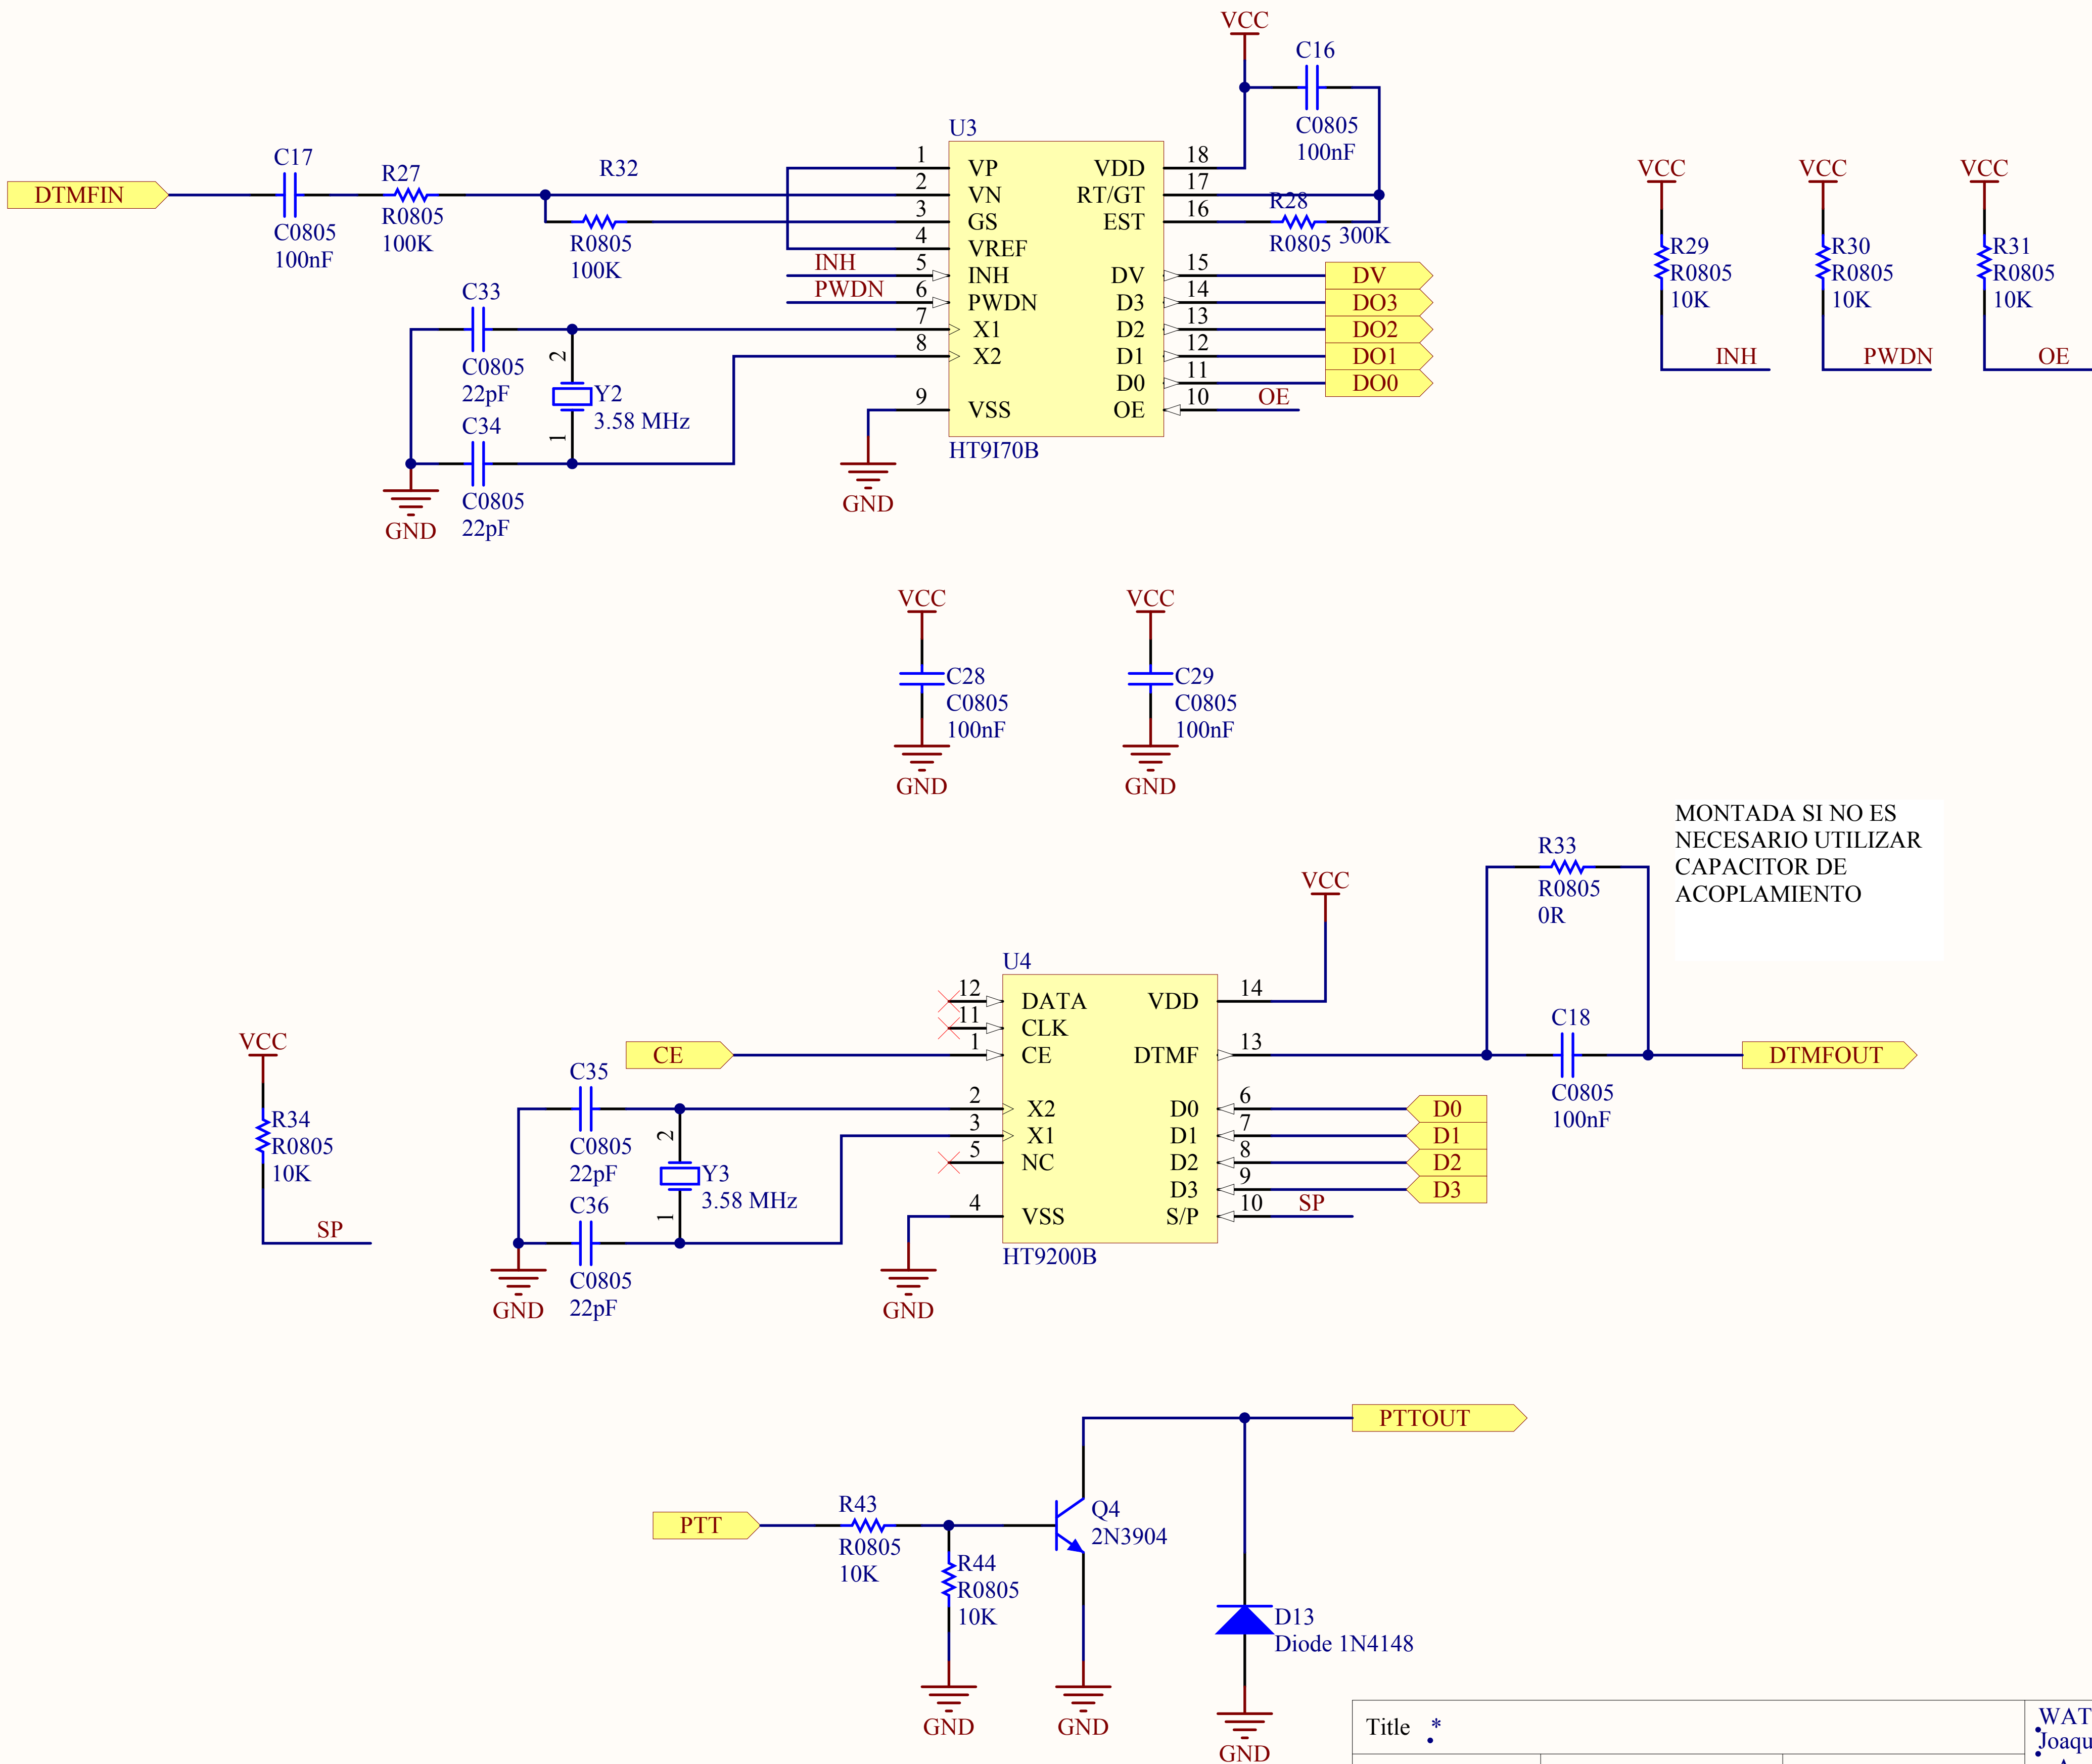 VCC
C16
C0805
100nF
U3
DTMFIN
C17
C0805
100nF
R27
R0805
100K
R32
R0805
100K
1 VP VDD 18
2 VN RT/GT 17
3 GS EST 16
4 VREF
INH 5 INH DV 15 DV
PWDN 6 PWDN D3 14 DO3
7 X1 D2 13 DO2
8 X2 D1 12 DO1
D0 11 DO0
9 VSS OE 10 OE
HT9I70B
GND
R28
R0805
300K
C33
C0805
22pF
2
Y2
3.58 MHz
1
C34
C0805
22pF
GND
VCC
R29
R0805
10K
INH
VCC
R30
R0805
10K
PWDN
VCC
R31
R0805
10K
OE
VCC
C28
C0805
100nF
GND
VCC
C29
C0805
100nF
GND
MONTADA SI NO ES
NECESARIO UTILIZAR
CAPACITOR DE
ACOPLAMIENTO
R33
R0805
0R
VCC
U4
12 DATA VDD 14
11 CLK
CE 1 CE DTMF 13
2 X2 D0 6 D0
3 X1 D1 7 D1
5 NC D2 8 D2
D3 9 D3
4 VSS S/P 10 SP
HT9200B
GND
C18
C0805
100nF
DTMFOUT
VCC
R34
R0805
10K
SP
C35
C0805
22pF
2
Y3
3.58 MHz
1
C36
C0805
22pF
GND
PTTOUT
PTT
R43
R0805
10K
R44
R0805
10K
GND
Q4
2N3904
GND
D13
Diode 1N4148
GND
Title *
WAT
Joaqu